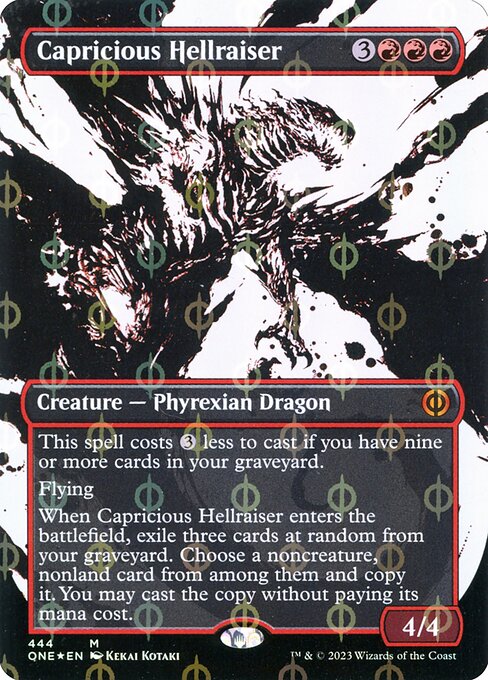 Capricious Hellraiser 3
Creature — Phyrexian Dragon
This spell costs 3 less to cast if you have nine
or more cards in your graveyard.
Flying
When Capricious Hellraiser enters the
battlefield, exile three cards at random from
your graveyard. Choose a noncreature,
nonland card from among them and copy
it. You may cast the copy without paying its
mana cost.
4/4
444 M
ONE★EN Kekai Kotaki
™ & © 2023 Wizards of the Coast